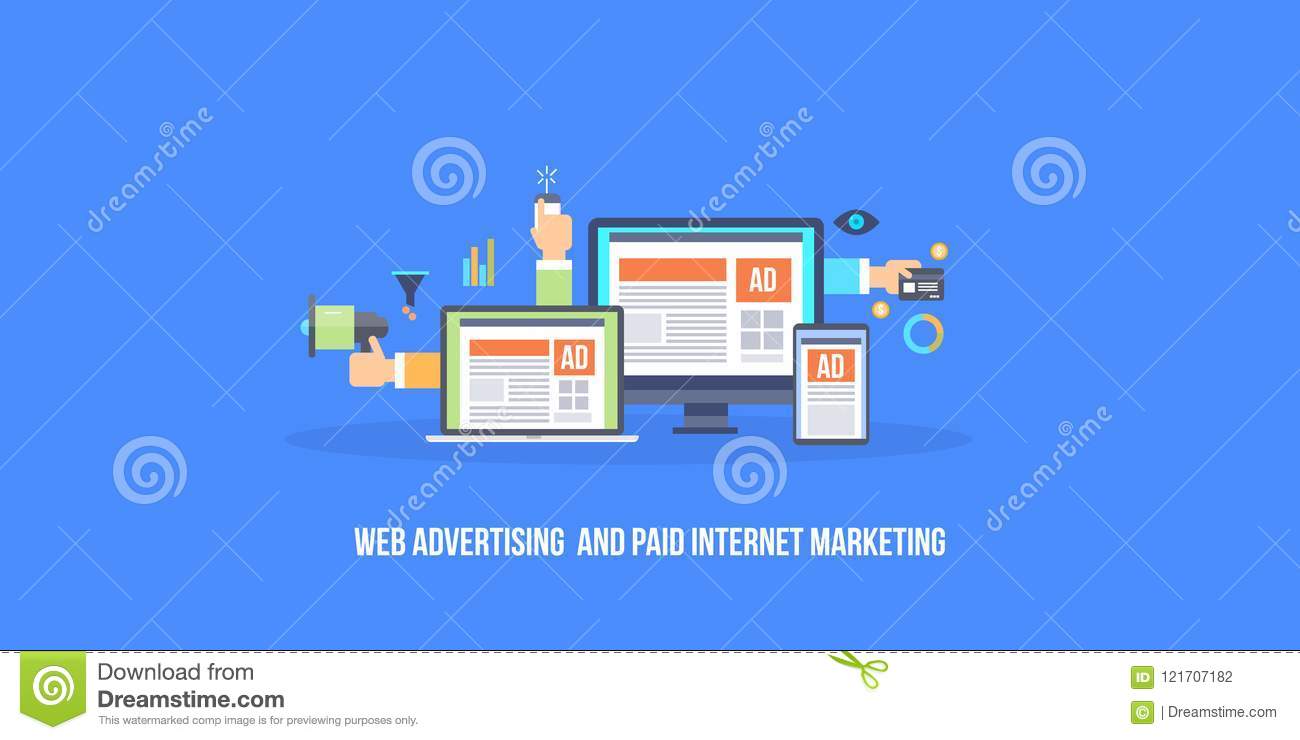 dreamstime
dreamstime
AD
AD
AD
$
$
dreamstime
dreamstime
WEB ADVERTISING AND PAID INTERNET MARKETING
Download from
Dreamstime.com
This watermarked comp image is for previewing purposes only.
ID 121707182
© | Dreamstime.com